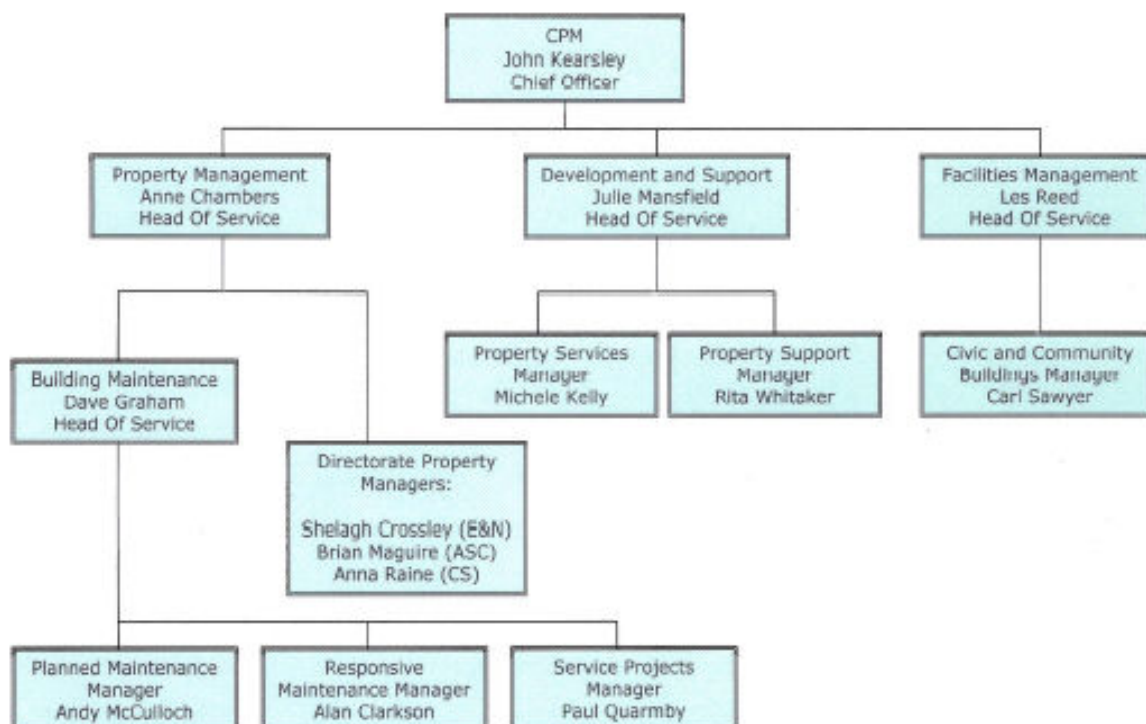 CPM
John Kearsley
Chief Officer
Property Management
Anne Chambers
Head Of Service
Development and Support
Julie Mansfield
Head Of Service
Facilities Management
Les Reed
Head Of Service
Building Maintenance
Dave Graham
Head Of Service
Property Services
Manager
Michele Kelly
Property Support
Manager
Rita Whitaker
Civic and Community
Buildings Manager
Carl Sawyer
Directorate Property
Managers:
Shelagh Crossley (E&N)
Brian Maguire (ASC)
Anna Raine (CS)
Planned Maintenance
Manager
Andy McCulloch
Responsive
Maintenance Manager
Alan Clarkson
Service Projects
Manager
Paul Quarmby